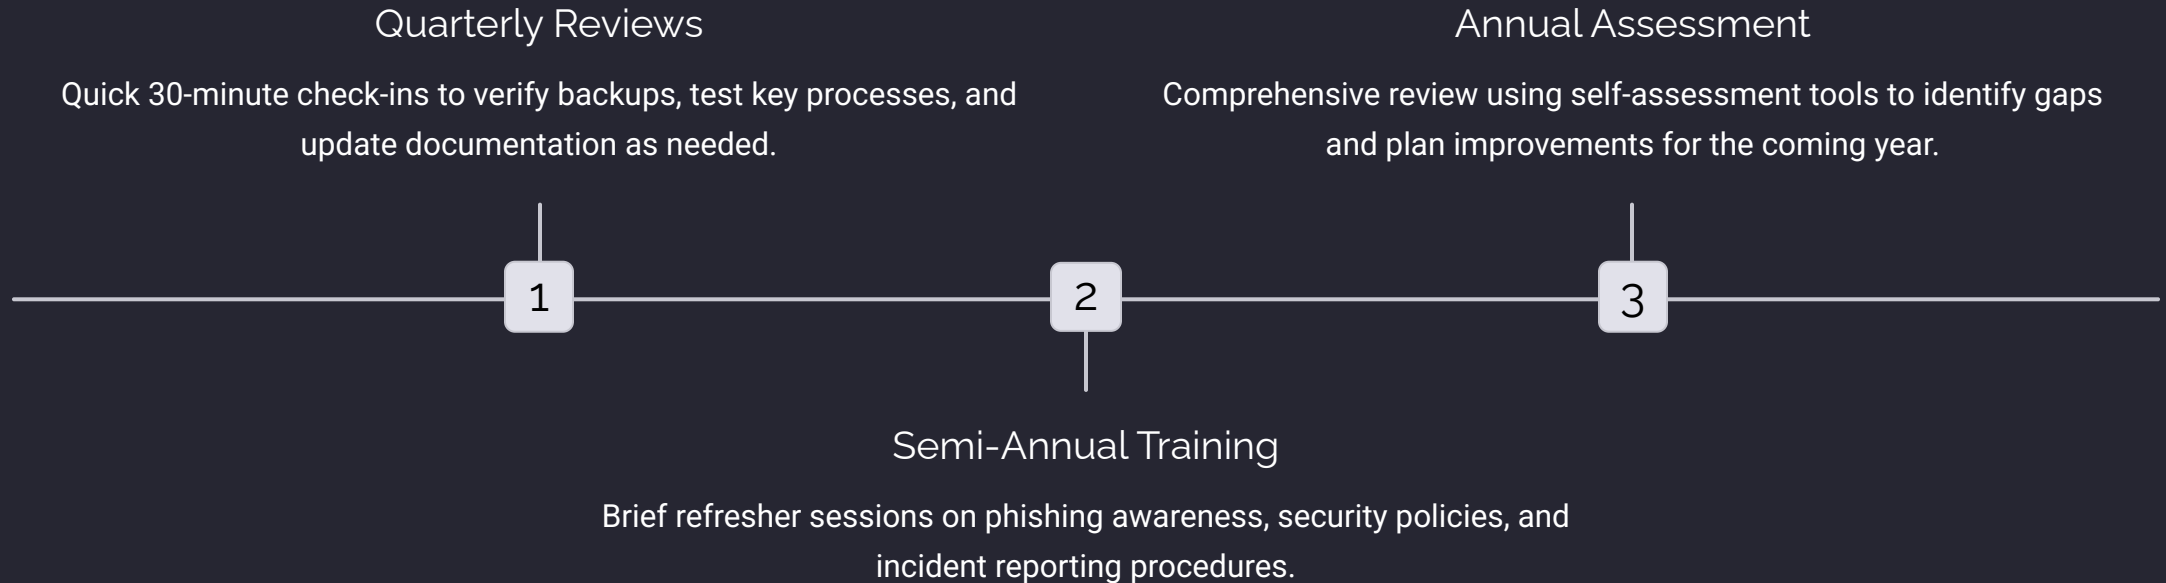 Quarterly Reviews
Quick 30-minute check-ins to verify backups, test key processes, and
update documentation as needed.
Annual Assessment
Comprehensive review using self-assessment tools to identify gaps
and plan improvements for the coming year.
1
2
3
Semi-Annual Training
Brief refresher sessions on phishing awareness, security policies, and
incident reporting procedures.